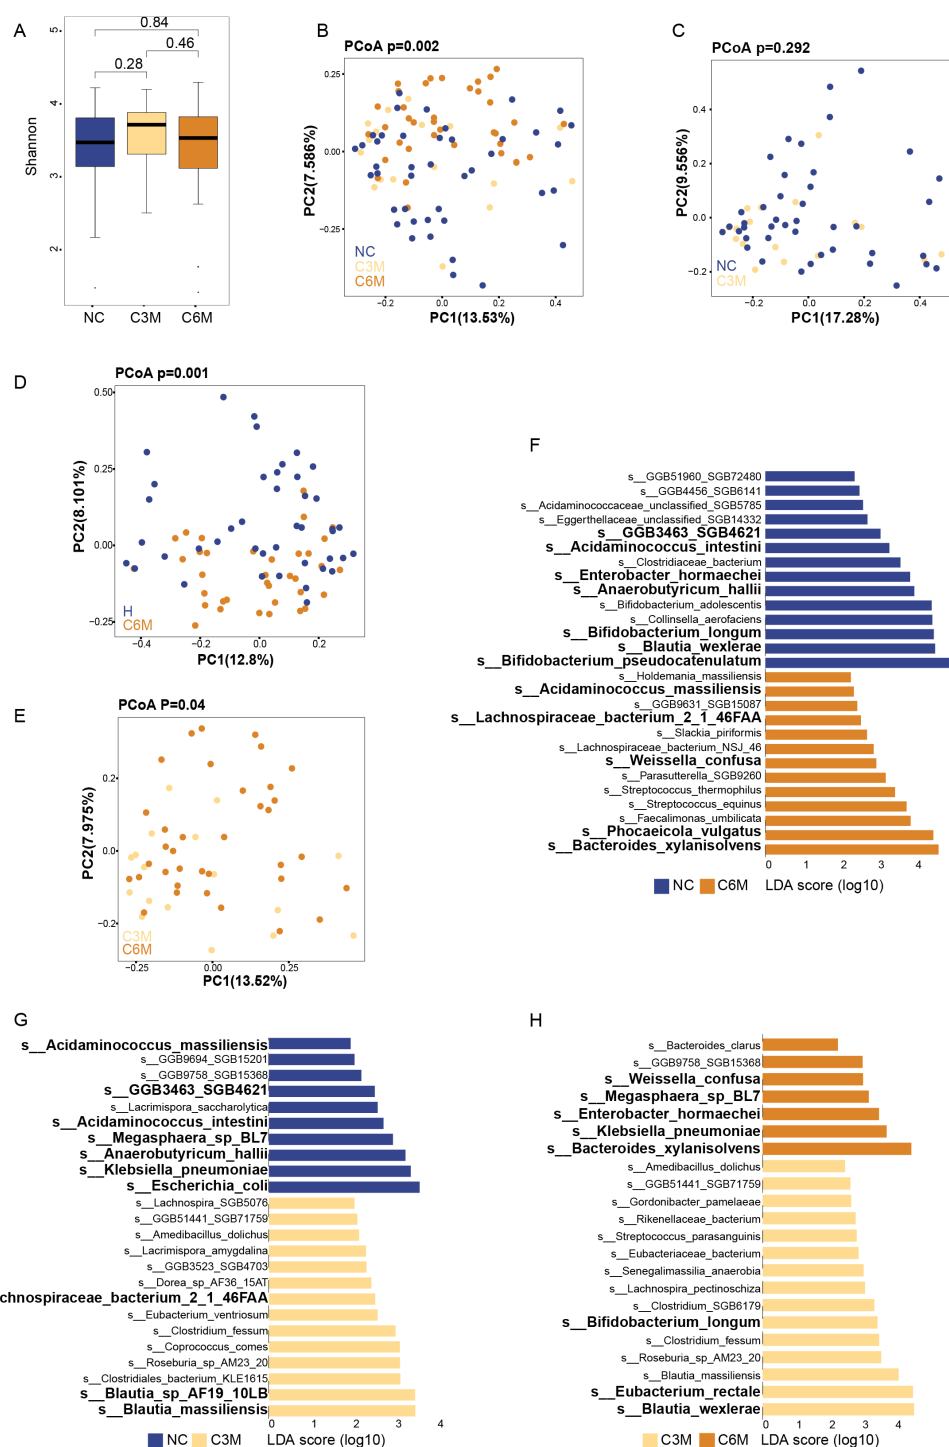 A
5
4
3
2
Shannon
0.84
0.46
0.28
NC
C3M
C6M
B
PCoA p=0.002
0.25
0.00
−0.25
PC2(7.586%)
NC
C3M
C6M
−0.2
0.0
0.2
0.4
PC1(13.53%)
C
PCoA p=0.292
0.4
0.2
0.0
−0.2
PC2(9.556%)
NC
C3M
−0.2
0.0
0.2
0.4
PC1(17.28%)
D
PCoA p=0.001
0.50
0.25
0.00
−0.25
PC2(8.101%)
H
C6M
−0.4
−0.2
0.0
0.2
PC1(12.8%)
E
PCoA P=0.04
0.2
0.0
−0.2
PC2(7.975%)
C3M
C6M
−0.25
0.00
0.25
PC1(13.52%)
F
s__GGB51960_SGB72480
s__GGB4456_SGB6141
s__Acidaminococcaceae_unclassified_SGB5785
s__Eggerthellaceae_unclassified_SGB14332
s__GGB3463_SGB4621
s__Acidaminococcus_intestini
s__Clostridiaceae_bacterium
s__Enterobacter_hormaechei
s__Anaerobutyricum_hallii
s__Bifidobacterium_adolescentis
s__Collinsella_aerofaciens
s__Bifidobacterium_longum
s__Blautia_wexlerae
s__Bifidobacterium_pseudocatenulatum
s__Holdemania_massiliensis
s__Acidaminococcus_massiliensis
s__GGB9631_SGB15087
s__Lachnospiraceae_bacterium_2_1_46FAA
s__Slackia_piriformis
s__Lachnospiraceae_bacterium_NSJ_46
s__Weissella_confusa
s__Parasutterella_SGB9260
s__Streptococcus_thermophilus
s__Streptococcus_equinus
s__Faecalimonas_umbilicata
s__Phocaeicola_vulgatus
s__Bacteroides_xylanisolvens
0 1 2 3 4
NC C6M LDA score (log10)
G
s__Acidaminococcus_massiliensis
s__GGB9694_SGB15201
s__GGB9758_SGB15368
s__GGB3463_SGB4621
s__Lacrimispora_saccharolytica
s__Acidaminococcus_intestini
s__Megasphaera_sp_BL7
s__Anaerobutyricum_hallii
s__Klebsiella_pneumoniae
s__Escherichia_coli
s__Lachnospira_SGB5076
s__GGB51441_SGB71759
s__Amedibacillus_dolichus
s__Lacrimispora_amygdalina
s__GGB3523_SGB4703
s__Dorea_sp_AF36_15AT
chnospiraceae_bacterium_2_1_46FAA
s__Eubacterium_ventriosum
s__Clostridium_fessum
s__Coprococcus_comes
s__Roseburia_sp_AM23_20
s__Clostridiales_bacterium_KLE1615
s__Blautia_sp_AF19_10LB
s__Blautia_massiliensis
0 1 2 3 4
NC C3M LDA score (log10)
H
s__Bacteroides_clarus
s__GGB9758_SGB15368
s__Weissella_confusa
s__Megasphaera_sp_BL7
s__Enterobacter_hormaechei
s__Klebsiella_pneumoniae
s__Bacteroides_xylanisolvens
s__Amedibacillus_dolichus
s__GGB51441_SGB71759
s__Gordonibacter_pamelaeae
s__Rikenellaceae_bacterium
s__Streptococcus_parasanguinis
s__Eubacteriaceae_bacterium
s__Senegalimassilia_anaerobia
s__Lachnospira_pectinoschiza
s__Clostridium_SGB6179
s__Bifidobacterium_longum
s__Clostridium_fessum
s__Roseburia_sp_AM23_20
s__Blautia_massiliensis
s__Eubacterium_rectale
s__Blautia_wexlerae
0 1 2 3 4
C3M C6M LDA score (log10)